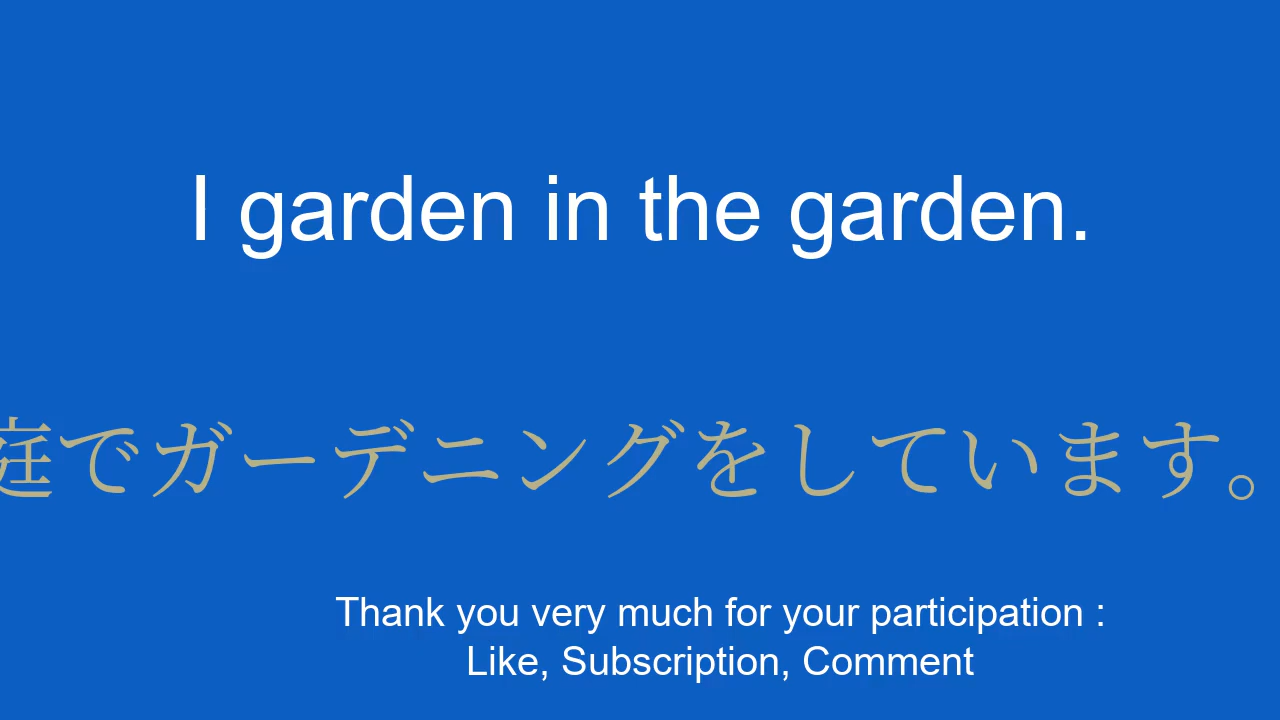 I garden in the garden.
庭でガーデニングをしています。
Thank you very much for your participation :
Like, Subscription, Comment